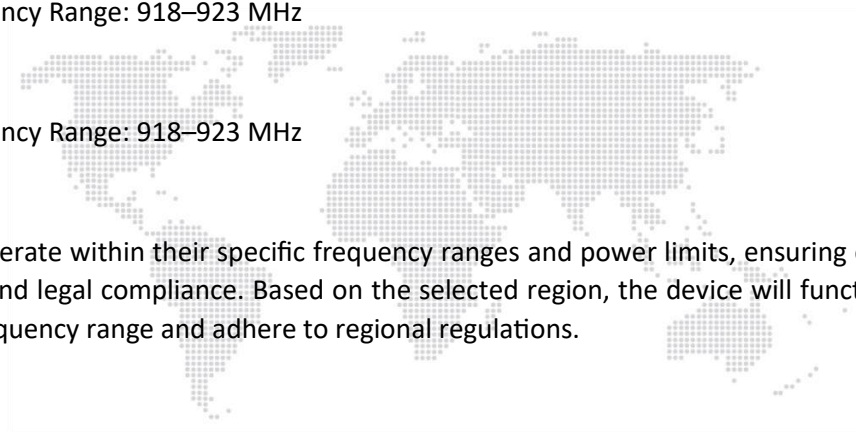 ncy Range: 918–923 MHz
ncy Range: 918–923 MHz
erate within their specific frequency ranges and power limits, ensuring
nd legal compliance. Based on the selected region, the device will funct
quency range and adhere to regional regulations.